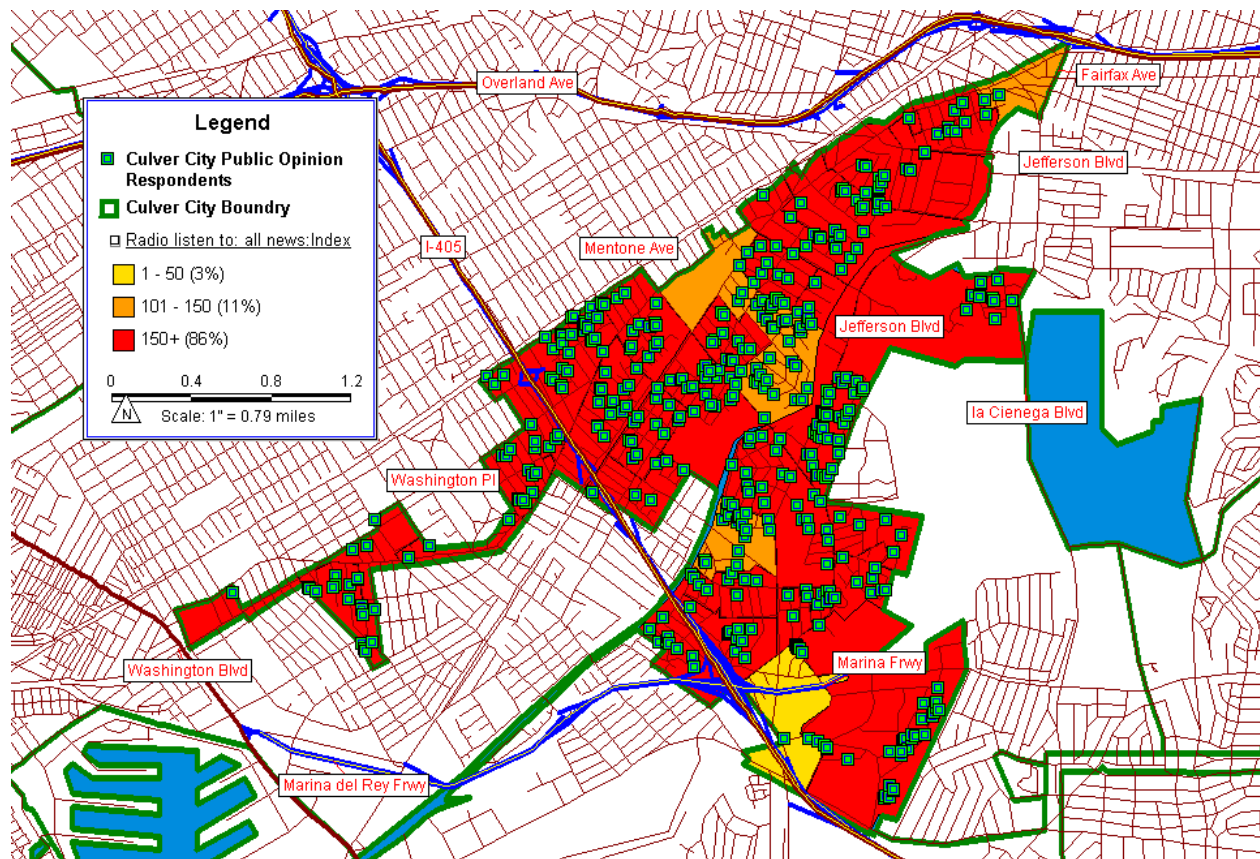 Overland Ave
Fairfax Ave
Legend
Culver City Public Opinion
Respondents
Culver City Boundry
Radio listen to: all news:Index
1 - 50 (3%)
101 - 150 (11%)
150+ (86%)
0 0.4 0.8 1.2
N
Scale: 1" = 0.79 miles
Jefferson Blvd
I-405
Mentone Ave
Jefferson Blvd
la Cienega Blvd
Washington Pl
Washington Blvd
Marina Frwy
Marina del Rey Frwy